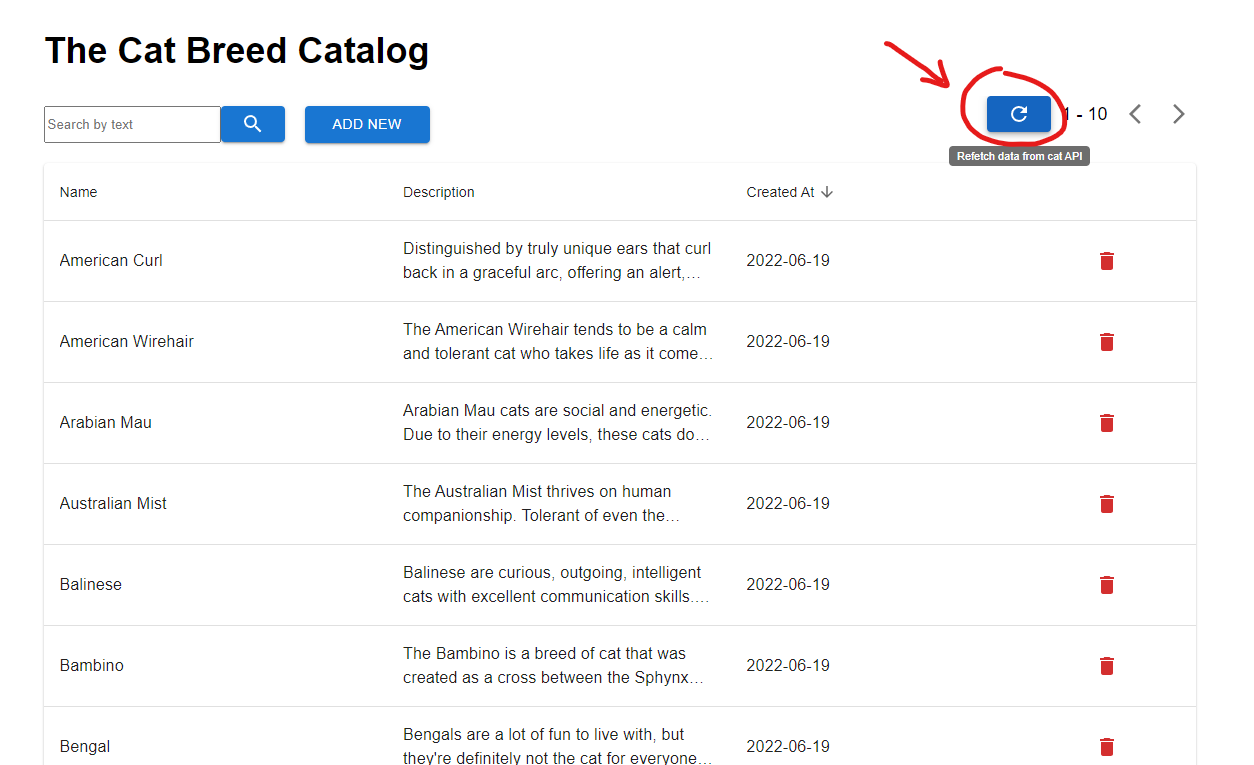 The Cat Breed Catalog
Search by text
ADD NEW
1 - 10
Refetch data from cat API
Name Description Created At
American Curl
Distinguished by truly unique ears that curl
back in a graceful arc, offering an alert,...
2022-06-19
American Wirehair
The American Wirehair tends to be a calm
and tolerant cat who takes life as it come...
2022-06-19
Arabian Mau
Arabian Mau cats are social and energetic.
Due to their energy levels, these cats do...
2022-06-19
Australian Mist
The Australian Mist thrives on human
companionship. Tolerant of even the...
2022-06-19
Balinese
Balinese are curious, outgoing, intelligent
cats with excellent communication skills....
2022-06-19
Bambino
The Bambino is a breed of cat that was
created as a cross between the Sphynx...
2022-06-19
Bengal
Bengals are a lot of fun to live with, but
they're definitely not the cat for everyone...
2022-06-19